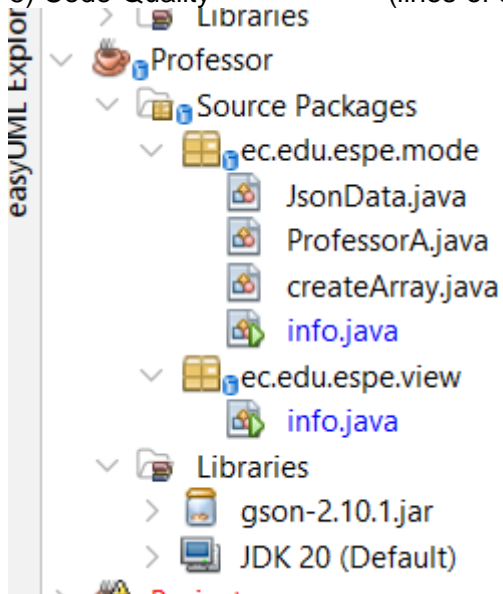 Libraries
Professor
Source Packages
ec.edu.espe.mode
JsonData.java
ProfessorA.java
createArray.java
info.java
ec.edu.espe.view
info.java
Libraries
gson-2.10.1.jar
JDK 20 (Default)
easyUML Explor